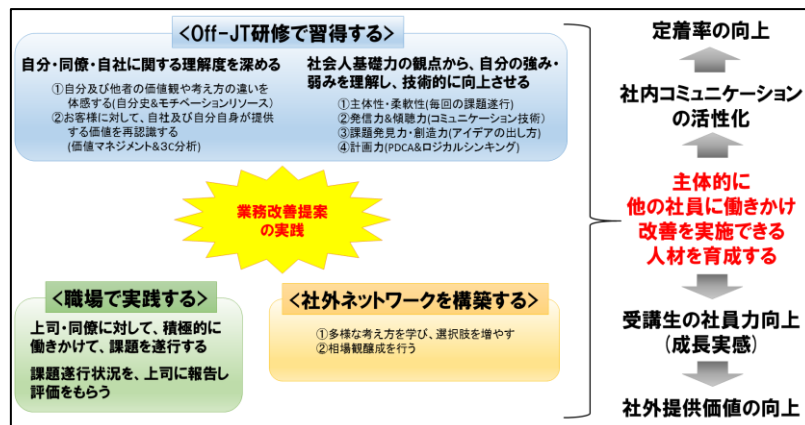 ＜Off-JT研修で習得する＞
自分・同僚・自社に関する理解度を深める
①自分及び他者の価値観や考え方の違いを
体感する(自分史&モチベーションリソース)
②お客様に対して、自社及び自分自身が提供
する価値を再認識する
(価値マネジメント&3C分析)
社会人基礎力の観点から、自分の強み・
弱みを理解し、技術的に向上させる
①主体性・柔軟性(毎回の課題遂行)
②発信力&傾聴力(コミュニケーション技術)
③課題発見力・創造力(アイデアの出し方)
④計画力(PDCA&ロジカルシンキング)
業務改善提案
の実践
＜職場で実践する＞
上司・同僚に対して、積極的に
働きかけて、課題を遂行する
課題遂行状況を、上司に報告し
評価をもらう
＜社外ネットワークを構築する＞
①多様な考え方を学び、選択肢を増やす
②相場観醸成を行う
定着率の向上
社内コミュニケーション
の活性化
主体的に
他の社員に働きかけ
改善を実施できる
人材を育成する
受講生の社員力向上
(成長実感)
社外提供価値の向上